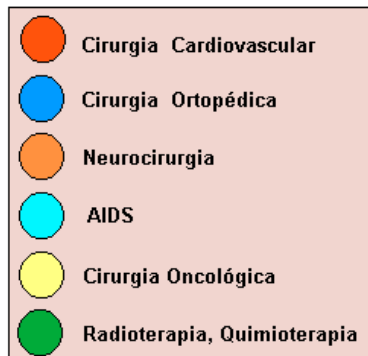 Cirurgia Cardiovascular
Cirurgia Ortopédica
Neurocirurgia
AIDS
Cirurgia Oncológica
Radioterapia, Quimioterapia